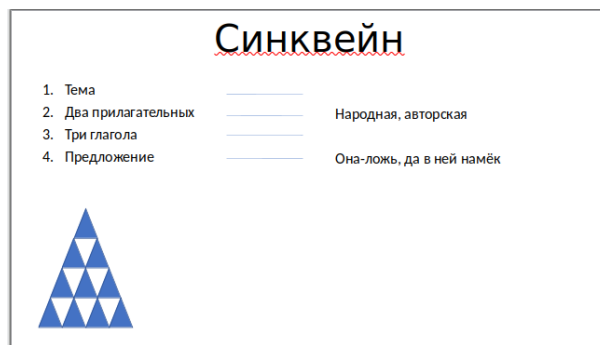 Синквейн
1. Тема
2. Два прилагательных
Народная, авторская
3. Три глагола
4. Предложение
Она-ложь, да в ней намёк